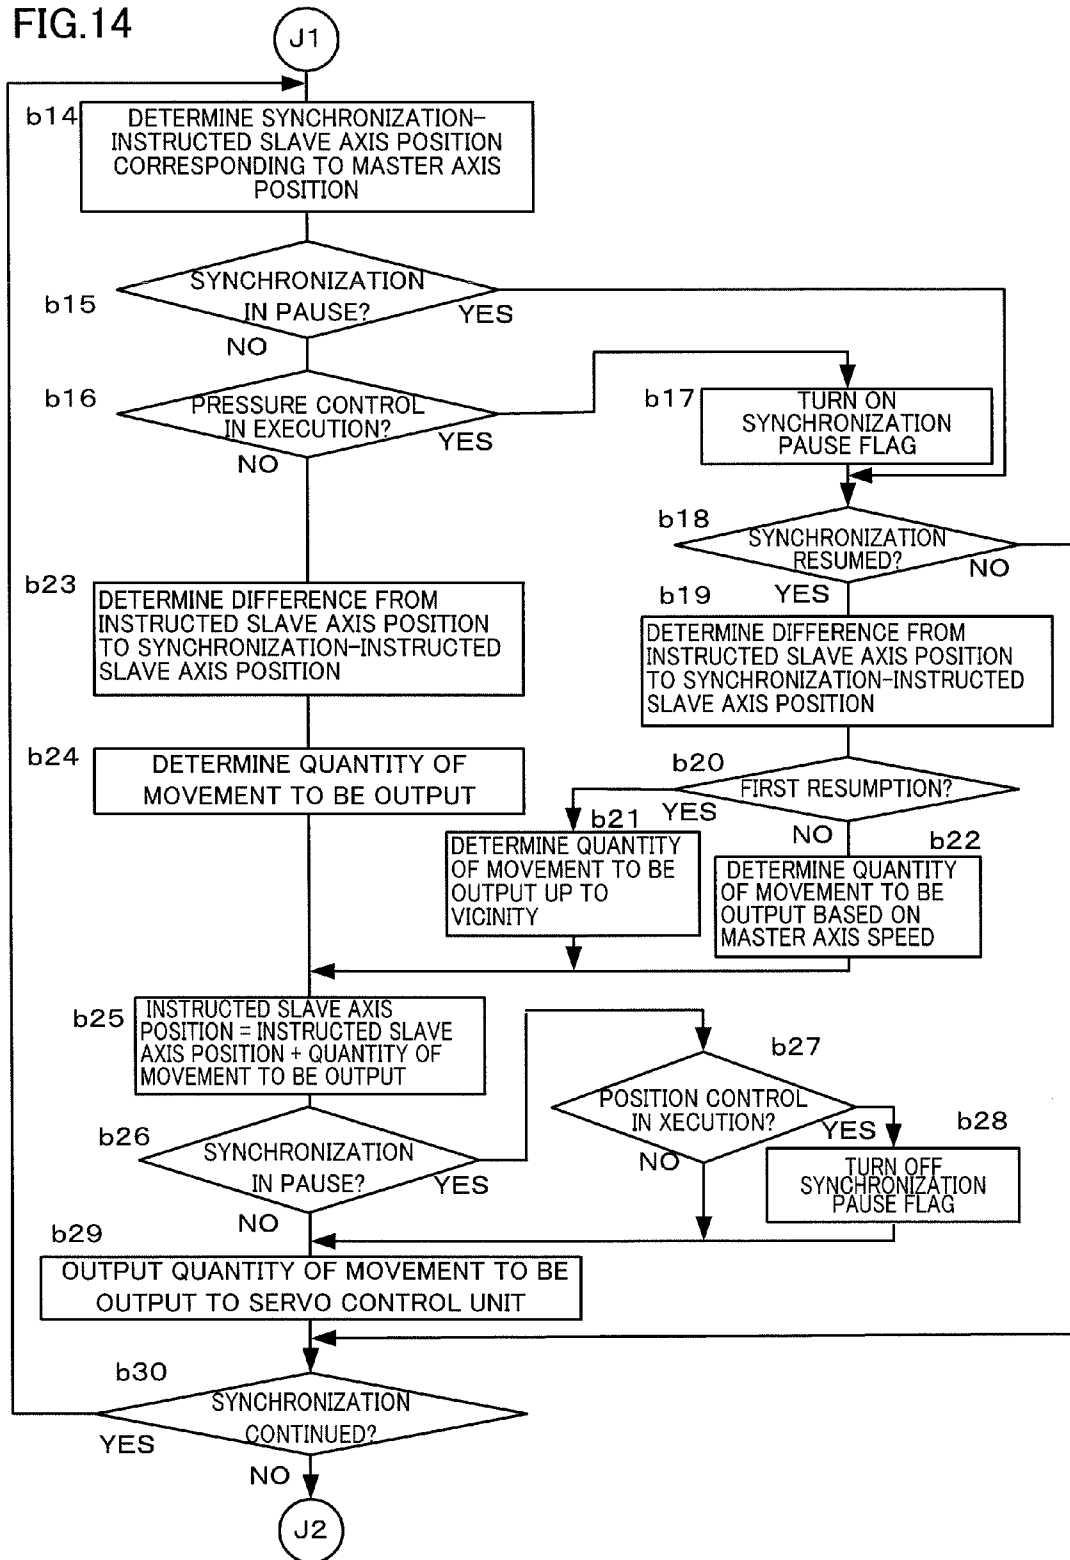 FIG.14
J1
b14
DETERMINE SYNCHRONIZATION-
INSTRUCTED SLAVE AXIS POSITION
CORRESPONDING TO MASTER AXIS
POSITION
b15
SYNCHRONIZATION
IN PAUSE?
YES
NO
b16
PRESSURE CONTROL
IN EXECUTION?
YES
NO
b17
TURN ON
SYNCHRONIZATION
PAUSE FLAG
b18
SYNCHRONIZATION
RESUMED?
NO
YES
b19
DETERMINE DIFFERENCE FROM
INSTRUCTED SLAVE AXIS POSITION
TO SYNCHRONIZATION-INSTRUCTED
SLAVE AXIS POSITION
b20
FIRST RESUMPTION?
YES
NO
b21
DETERMINE QUANTITY
OF MOVEMENT TO BE
OUTPUT UP TO
VICINITY
b22
DETERMINE QUANTITY
OF MOVEMENT TO BE
OUTPUT BASED ON
MASTER AXIS SPEED
b23
DETERMINE DIFFERENCE FROM
INSTRUCTED SLAVE AXIS POSITION
TO SYNCHRONIZATION-INSTRUCTED
SLAVE AXIS POSITION
b24
DETERMINE QUANTITY OF
MOVEMENT TO BE OUTPUT
b25
INSTRUCTED SLAVE AXIS
POSITION = INSTRUCTED SLAVE
AXIS POSITION + QUANTITY OF
MOVEMENT TO BE OUTPUT
b26
SYNCHRONIZATION
IN PAUSE?
YES
NO
b27
POSITION CONTROL
IN XECUTION?
YES
NO
b28
TURN OFF
SYNCHRONIZATION
PAUSE FLAG
b29
OUTPUT QUANTITY OF MOVEMENT TO BE
OUTPUT TO SERVO CONTROL UNIT
b30
SYNCHRONIZATION
CONTINUED?
YES
NO
J2